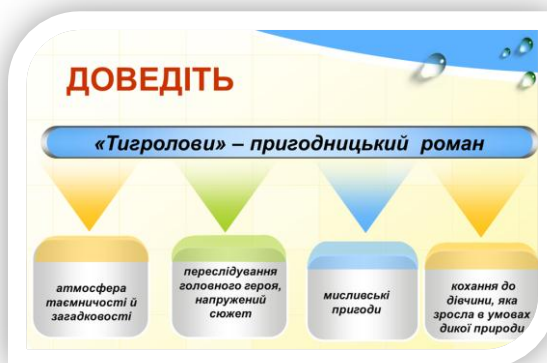 ДОВЕДІТЬ
«Тигролови» – пригодницький роман
атмосфера
таємничості й
загадковості
переслідування
головного героя,
напружений
сюжет
мисливські
пригоди
кохання до
дівчини, яка
зросла в умовах
дикої природи